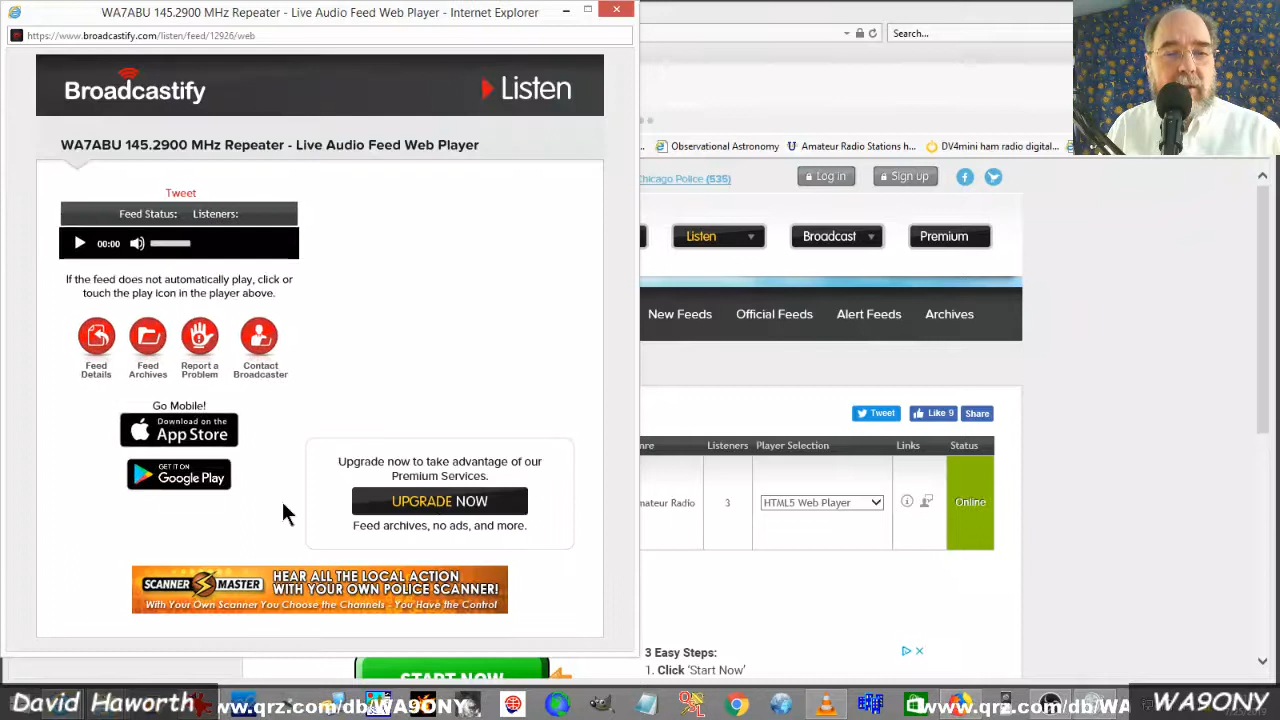 WA7ABU 145.2900 MHz Repeater - Live Audio Feed Web Player - Internet Explorer
https://www.broadcastify.com/listen/feed/12926/web
Search...
Broadcastify
Listen
Observational Astronomy
Amateur Radio Stations h...
DV4mini ham radio digital...
WA7ABU 145.2900 MHz Repeater - Live Audio Feed Web Player
Chicago Police (535)
Log in
Sign up
Tweet
Feed Status: Listeners:
00:00
Listen
Broadcast
Premium
If the feed does not automatically play, click or
touch the play icon in the player above.
New Feeds
Official Feeds
Alert Feeds
Archives
Feed
Details
Feed
Archives
Report a
Problem
Contact
Broadcaster
Go Mobile!
Download on the
App Store
GET IT ON
Google Play
Tweet
Like 9
Share
Listeners
Player Selection
Links
Status
Upgrade now to take advantage of our
Premium Services.
UPGRADE NOW
Feed archives, no ads, and more.
nateur Radio
3
HTML5 Web Player
Online
SCANNER MASTER
HEAR ALL THE LOCAL ACTION
WITH YOUR OWN POLICE SCANNER!
With Your Own Scanner You Choose the Channels - You Have the Control
3 Easy Steps:
1. Click 'Start Now'
START NOW
David Haworth
ww.qrz.com/db/WA9ONY
www.qrz.com/db/WA
WA9ONY